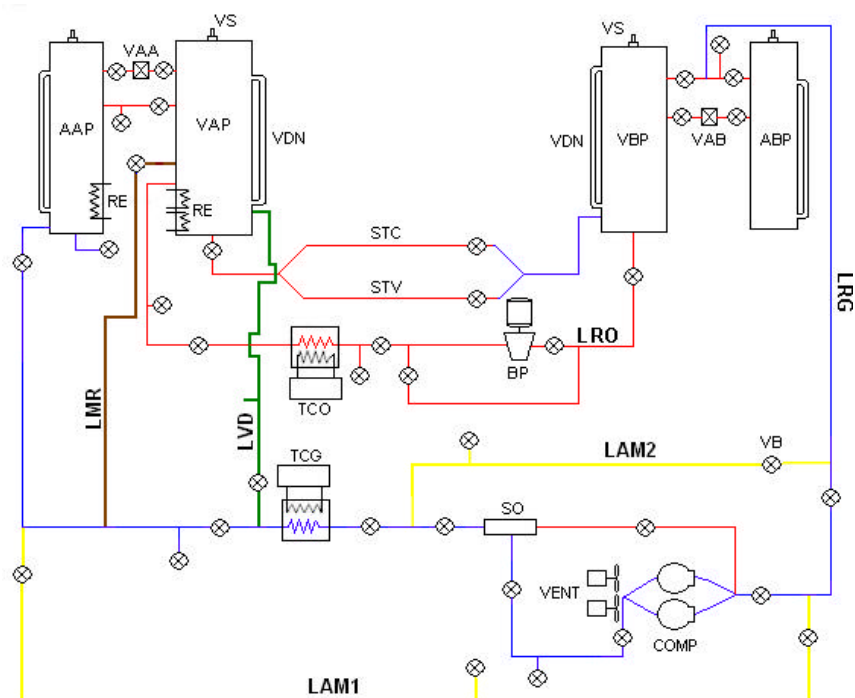 VS
VAA
VS
AAP
VAP
VDN
VDN
VBP
VAB
ABP
RE
RE
STC
STV
LRG
LRO
BP
TCO
LMR
LVD
TCG
LAM2
VB
SO
VENT
COMP
LAM1